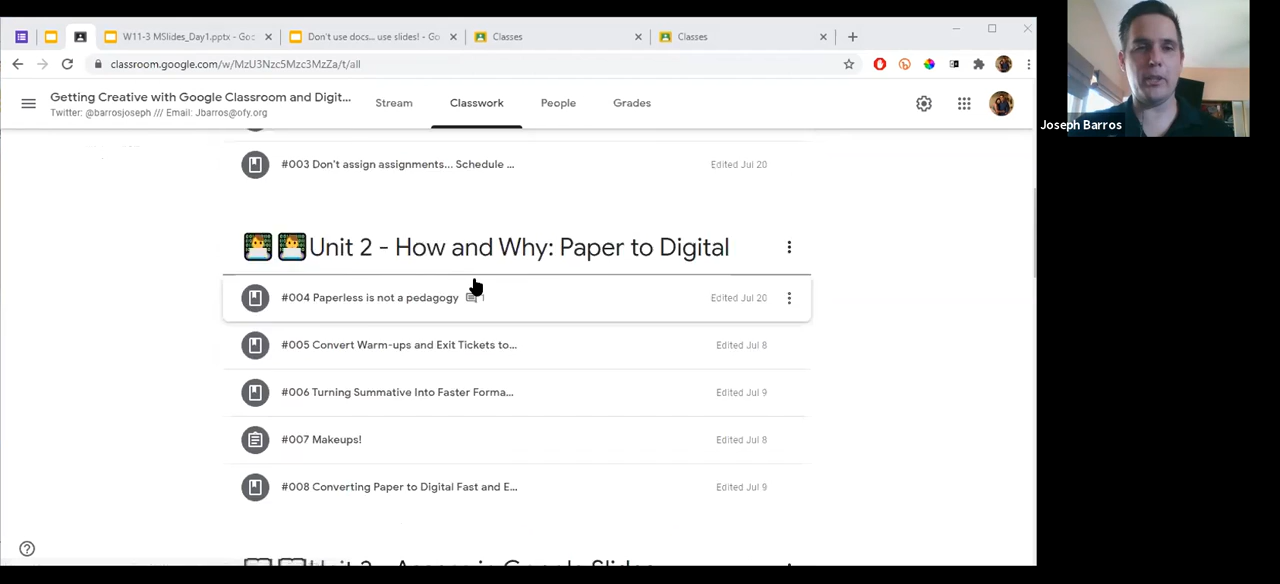 W11-3 MSlides_Day1.pptx - Goc
Don't use docs... use slides! - Go
Classes
Classes
classroom.google.com/w/MzU3Nzc5Mzc3MzZa/t/all
Getting Creative with Google Classroom and Digit...
Twitter: @barrosjoseph /// Email: Jbarros@ofy.org
Stream
Classwork
People
Grades
Joseph Barros
#003 Don't assign assignments... Schedule ...
Edited Jul 20
Unit 2 - How and Why: Paper to Digital
#004 Paperless is not a pedagogy
1
Edited Jul 20
#005 Convert Warm-ups and Exit Tickets to...
Edited Jul 8
#006 Turning Summative Into Faster Forma...
Edited Jul 9
#007 Makeups!
Edited Jul 8
#008 Converting Paper to Digital Fast and E...
Edited Jul 9